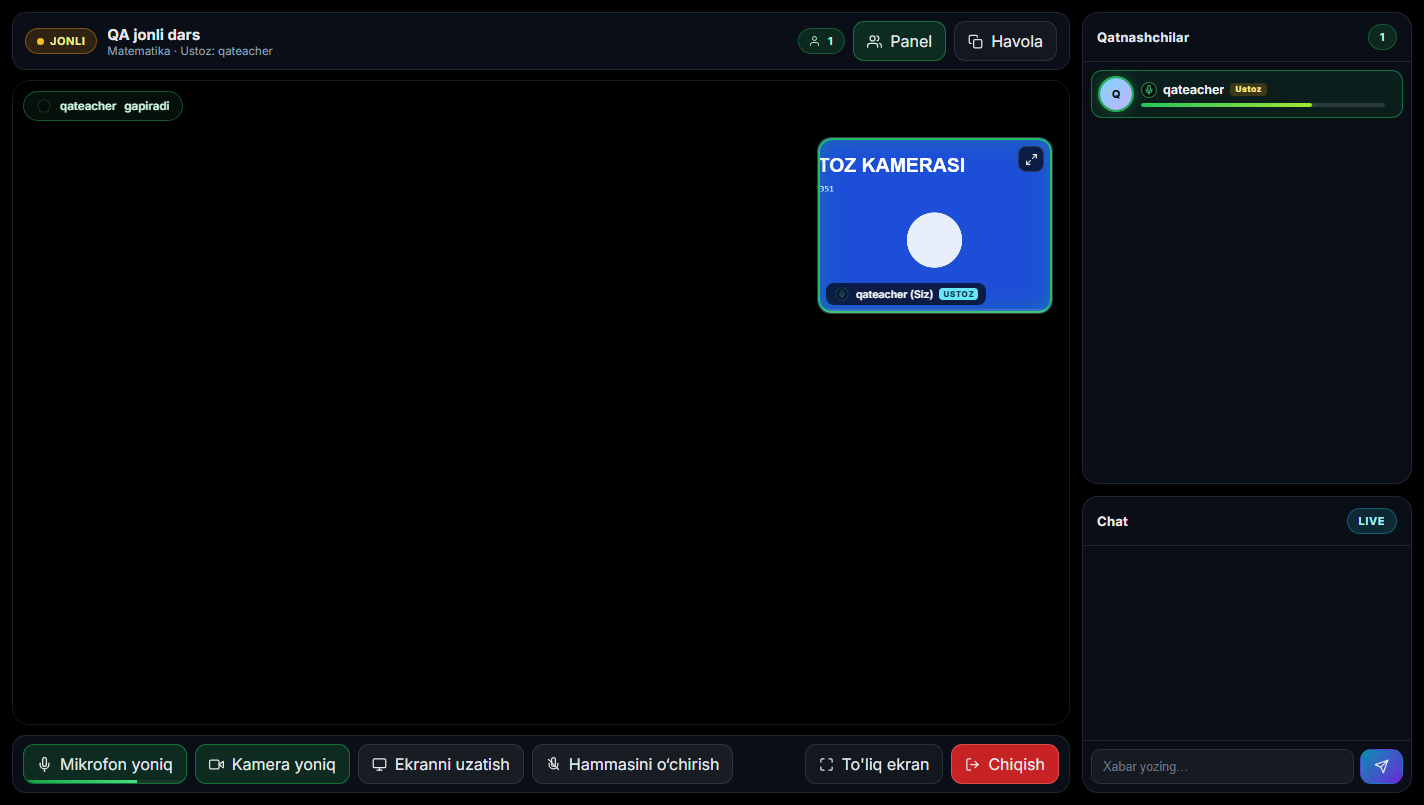 JONLI
QA jonli dars
Matematika · Ustoz: qateacher
1
Panel
Havola
qateacher gapiradi
TOZ KAMERASI
351
qateacher (Siz) USTOZ
Mikrofon yoniq
Kamera yoniq
Ekranni uzatish
Hammasini o‘chirish
To'liq ekran
Chiqish
Qatnashchilar
1
Q
qateacher Ustoz
Chat
LIVE
Xabar yozing...